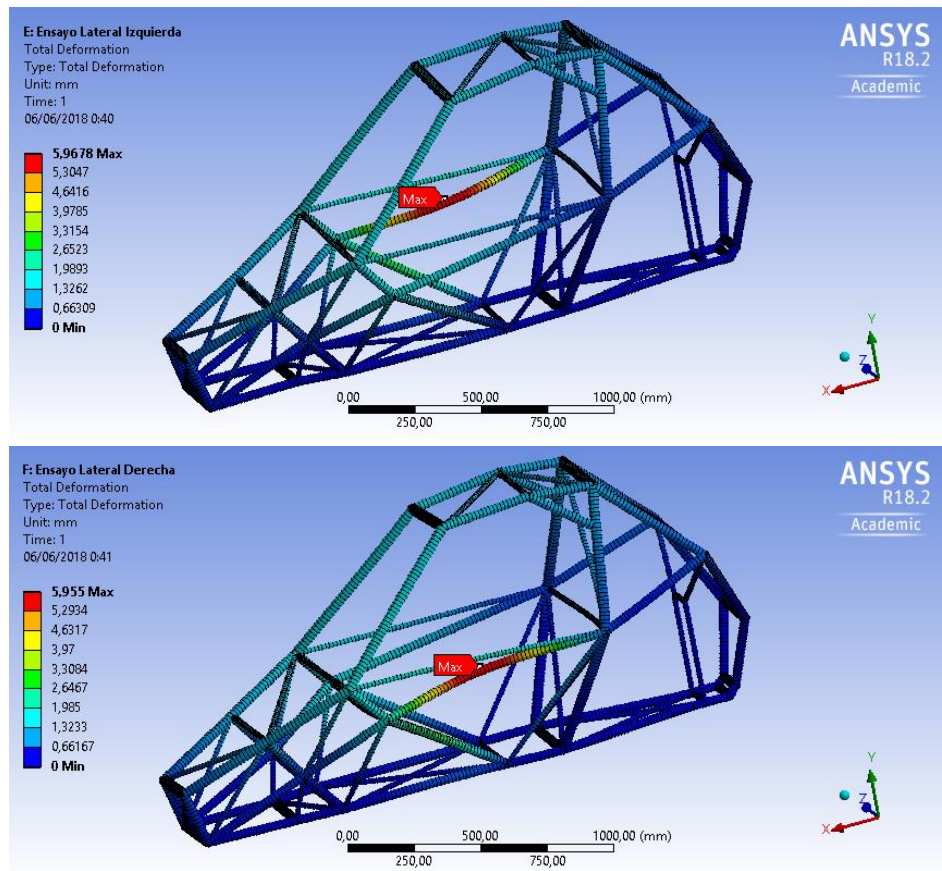 E: Ensayo Lateral Izquierda
Total Deformation
Type: Total Deformation
Unit: mm
Time: 1
06/06/2018 0:40
5,9678 Max
5,3047
4,6416
3,9785
3,3154
2,6523
1,9893
1,3262
0,66309
0 Min
ANSYS
R18.2
Academic
Max
0,00 500,00 1000,00 (mm)
250,00 750,00
Y
Z
X
F: Ensayo Lateral Derecha
Total Deformation
Type: Total Deformation
Unit: mm
Time: 1
06/06/2018 0:41
5,955 Max
5,2934
4,6317
3,97
3,3084
2,6467
1,985
1,3233
0,66167
0 Min
ANSYS
R18.2
Academic
Max
0,00 500,00 1000,00 (mm)
250,00 750,00
Y
Z
X